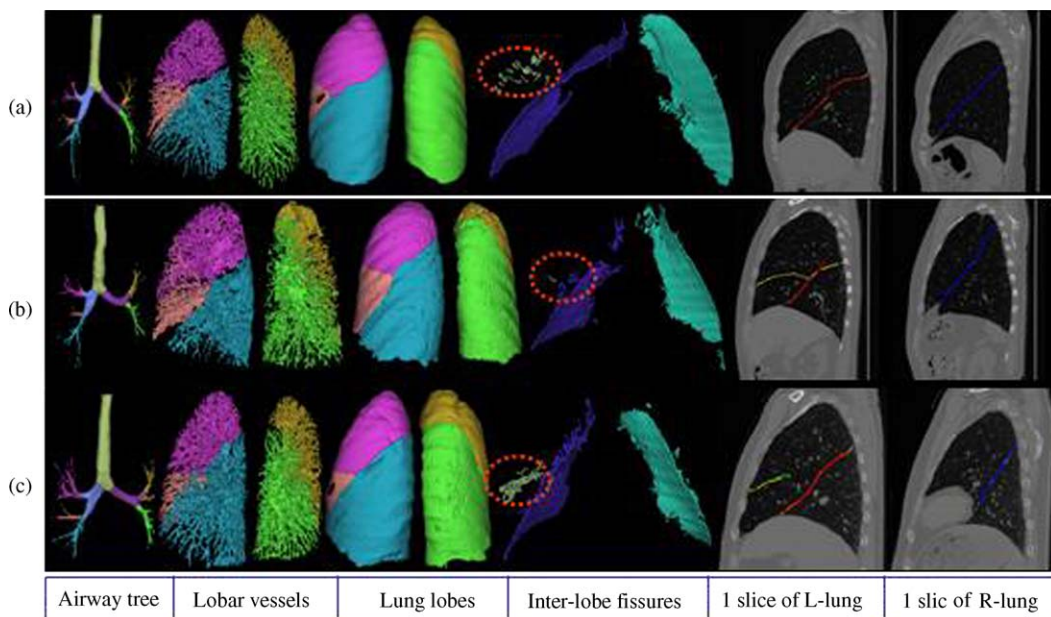 (a)
(b)
(c)
Airway tree Lobar vessels Lung lobes Inter-lobe fissures 1 slice of L-lung 1 slic of R-lung